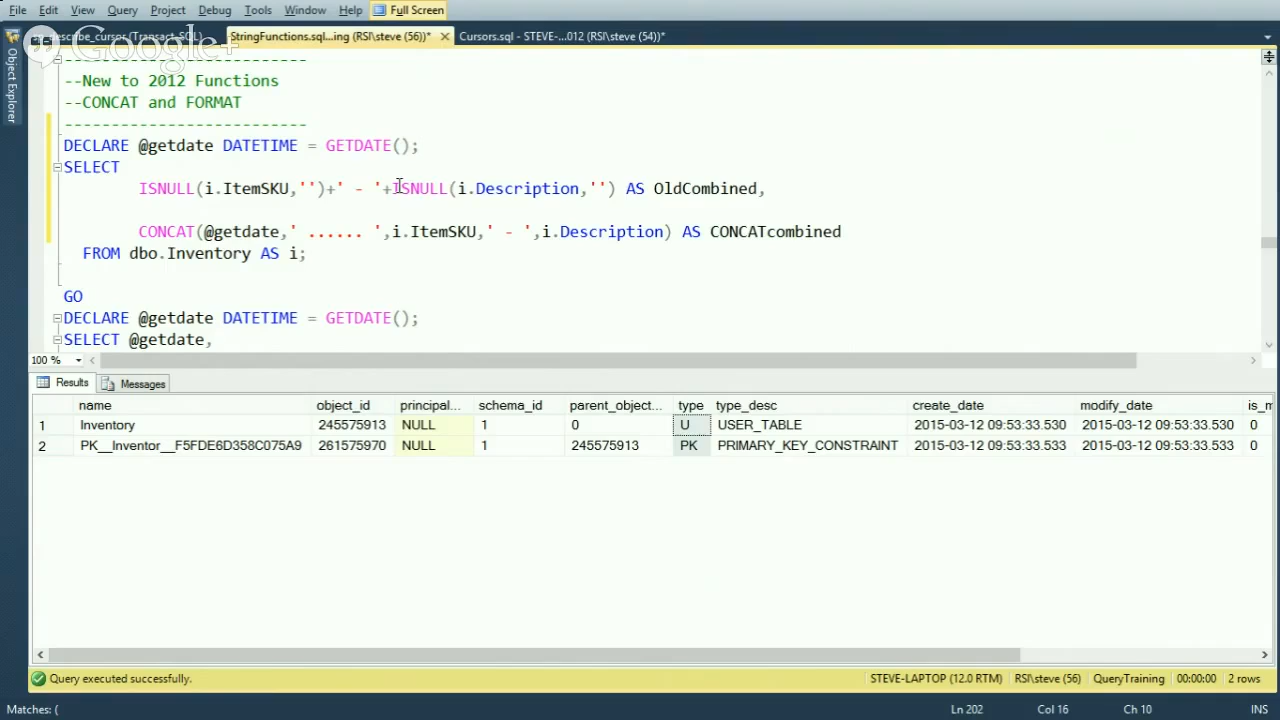 File Edit View Query Project Debug Tools Window Help Full Screen
sp_describe_cursor (Transact-SQL) StringFunctions.sql...ing (RSI\steve (56))* Cursors.sql - STEVE-...012 (RSI\steve (54))*
Google+
Object Explorer
--------------------------
--New to 2012 Functions
--CONCAT and FORMAT
--------------------------
DECLARE @getdate DATETIME = GETDATE();
SELECT
ISNULL(i.ItemSKU,'')+' - '+ISNULL(i.Description,'') AS OldCombined,
CONCAT(@getdate,' ...... ',i.ItemSKU,' - ',i.Description) AS CONCATcombined
FROM dbo.Inventory AS i;
GO
DECLARE @getdate DATETIME = GETDATE();
SELECT @getdate,
100 %
Results Messages
name object_id principal... schema_id parent_object... type type_desc create_date modify_date is_m
1 Inventory 245575913 NULL 1 0 U USER_TABLE 2015-03-12 09:53:33.530 2015-03-12 09:53:33.530 0
2 PK__Inventor__F5FDE6D358C075A9 261575970 NULL 1 245575913 PK PRIMARY_KEY_CONSTRAINT 2015-03-12 09:53:33.533 2015-03-12 09:53:33.533 0
Query executed successfully. STEVE-LAPTOP (12.0 RTM) RSI\steve (56) QueryTraining 00:00:00 2 rows
Matches: ( Ln 202 Col 16 Ch 10 INS